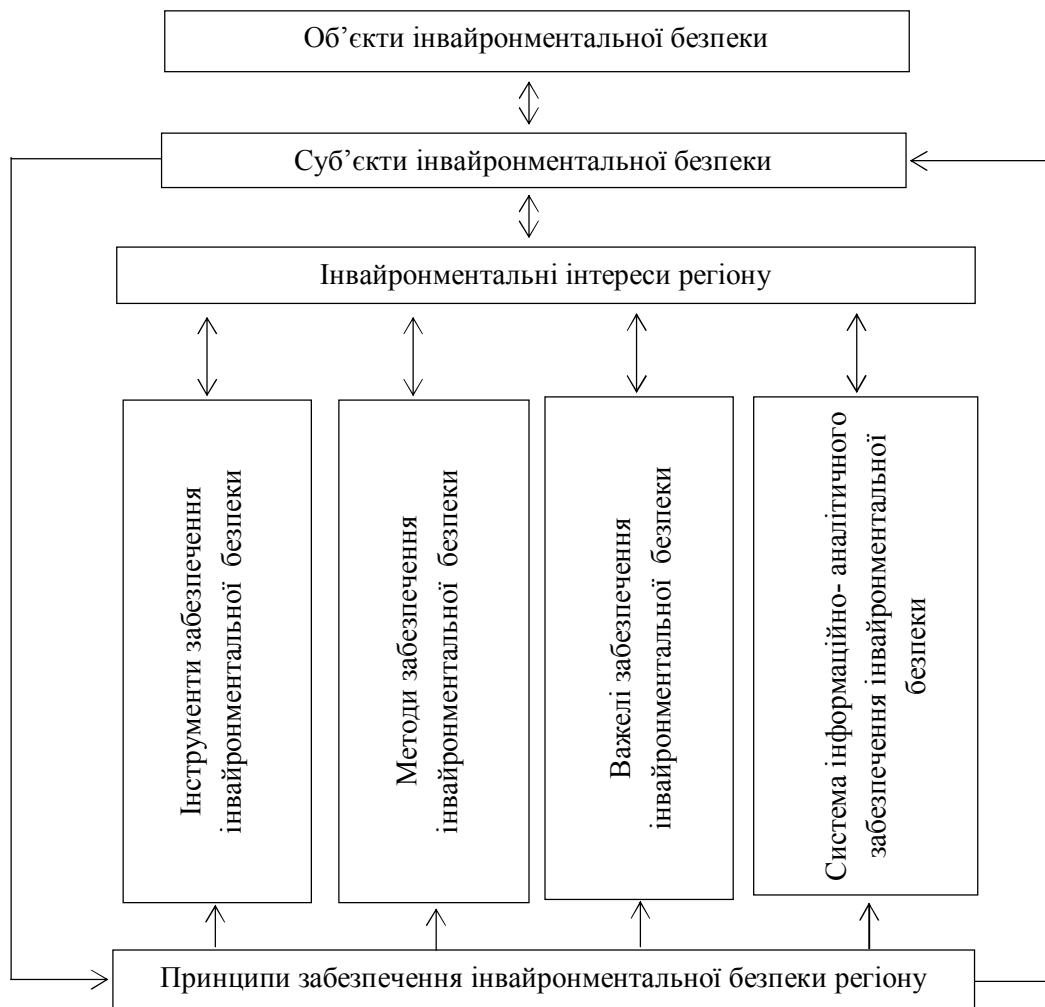 Об’єкти інвайронментальної безпеки
Суб’єкти інвайронментальної безпеки
Інвайронментальні інтереси регіону
Інструменти забезпечення
інвайронментальної безпеки
Методи забезпечення
інвайронментальної безпеки
Важелі забезпечення
інвайронментальної безпеки
Система інформаційно- аналітичного
забезпечення інвайронментальної
безпеки
Принципи забезпечення інвайронментальної безпеки регіону